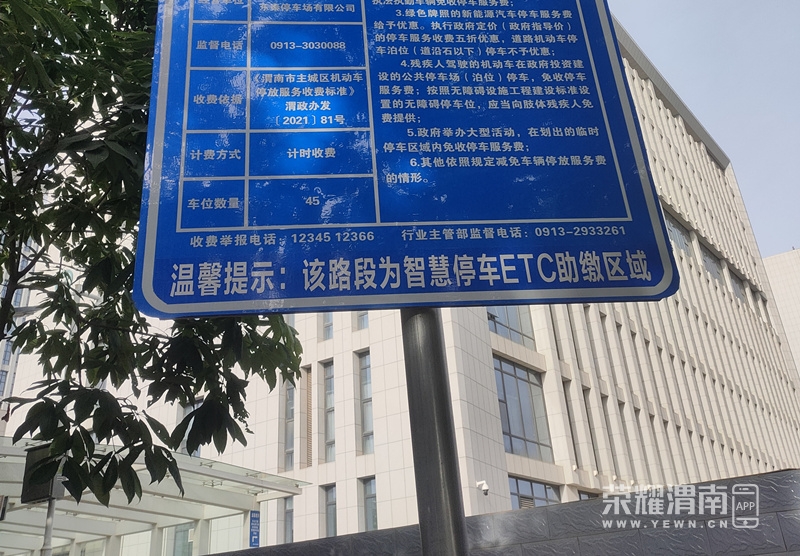 东臻停车场有限公司
监督电话
0913-3030088
收费依据
《渭南市主城区机动车
停放服务收费标准》
渭政办发
〔2021〕81号
计费方式
计时收费
车位数量
45
执法执勤车辆免收停车服务费;
3.绿色牌照的新能源汽车停车服务费
给予优惠。执行政府定价(政府指导价)
的停车服务收费五折优惠,道路机动车停
车泊位(道沿石以下)停车不予优惠;
4.残疾人驾驶的机动车在政府投资建
设的公共停车场(泊位)停车,免收停车
服务费;按照无障碍设施工程建设标准设
置的无障碍停车位,应当向肢体残疾人免
费提供;
5.政府举办大型活动,在划出的临时
停车区域内免收停车服务费;
6.其他依照规定减免车辆停放服务费
的情形。
收费举报电话:12345 12366
行业主管部监督电话:0913-2933261
温馨提示:该路段为智慧停车ETC助缴区域
荣耀渭南
APP
WWW.YEWN.CN